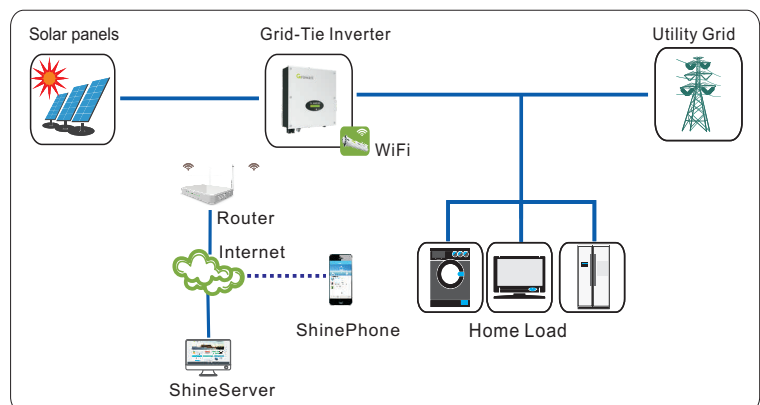 Solar panels
Grid-Tie Inverter
Utility Grid
WiFi
Router
Internet
ShinePhone
Home Load
ShineServer